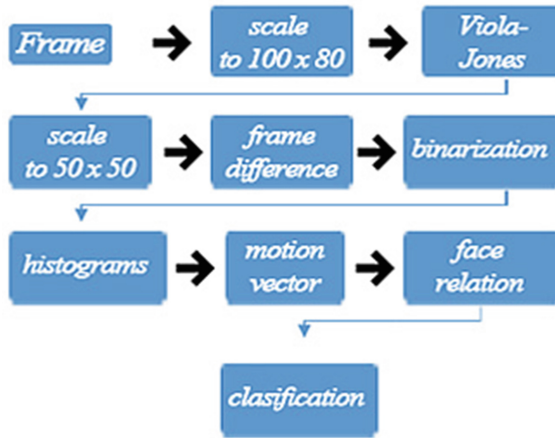 Frame
scale
to 100 x 80
Viola-
Jones
scale
to 50 x 50
frame
difference
binarization
histograms
motion
vector
face
relation
clasification